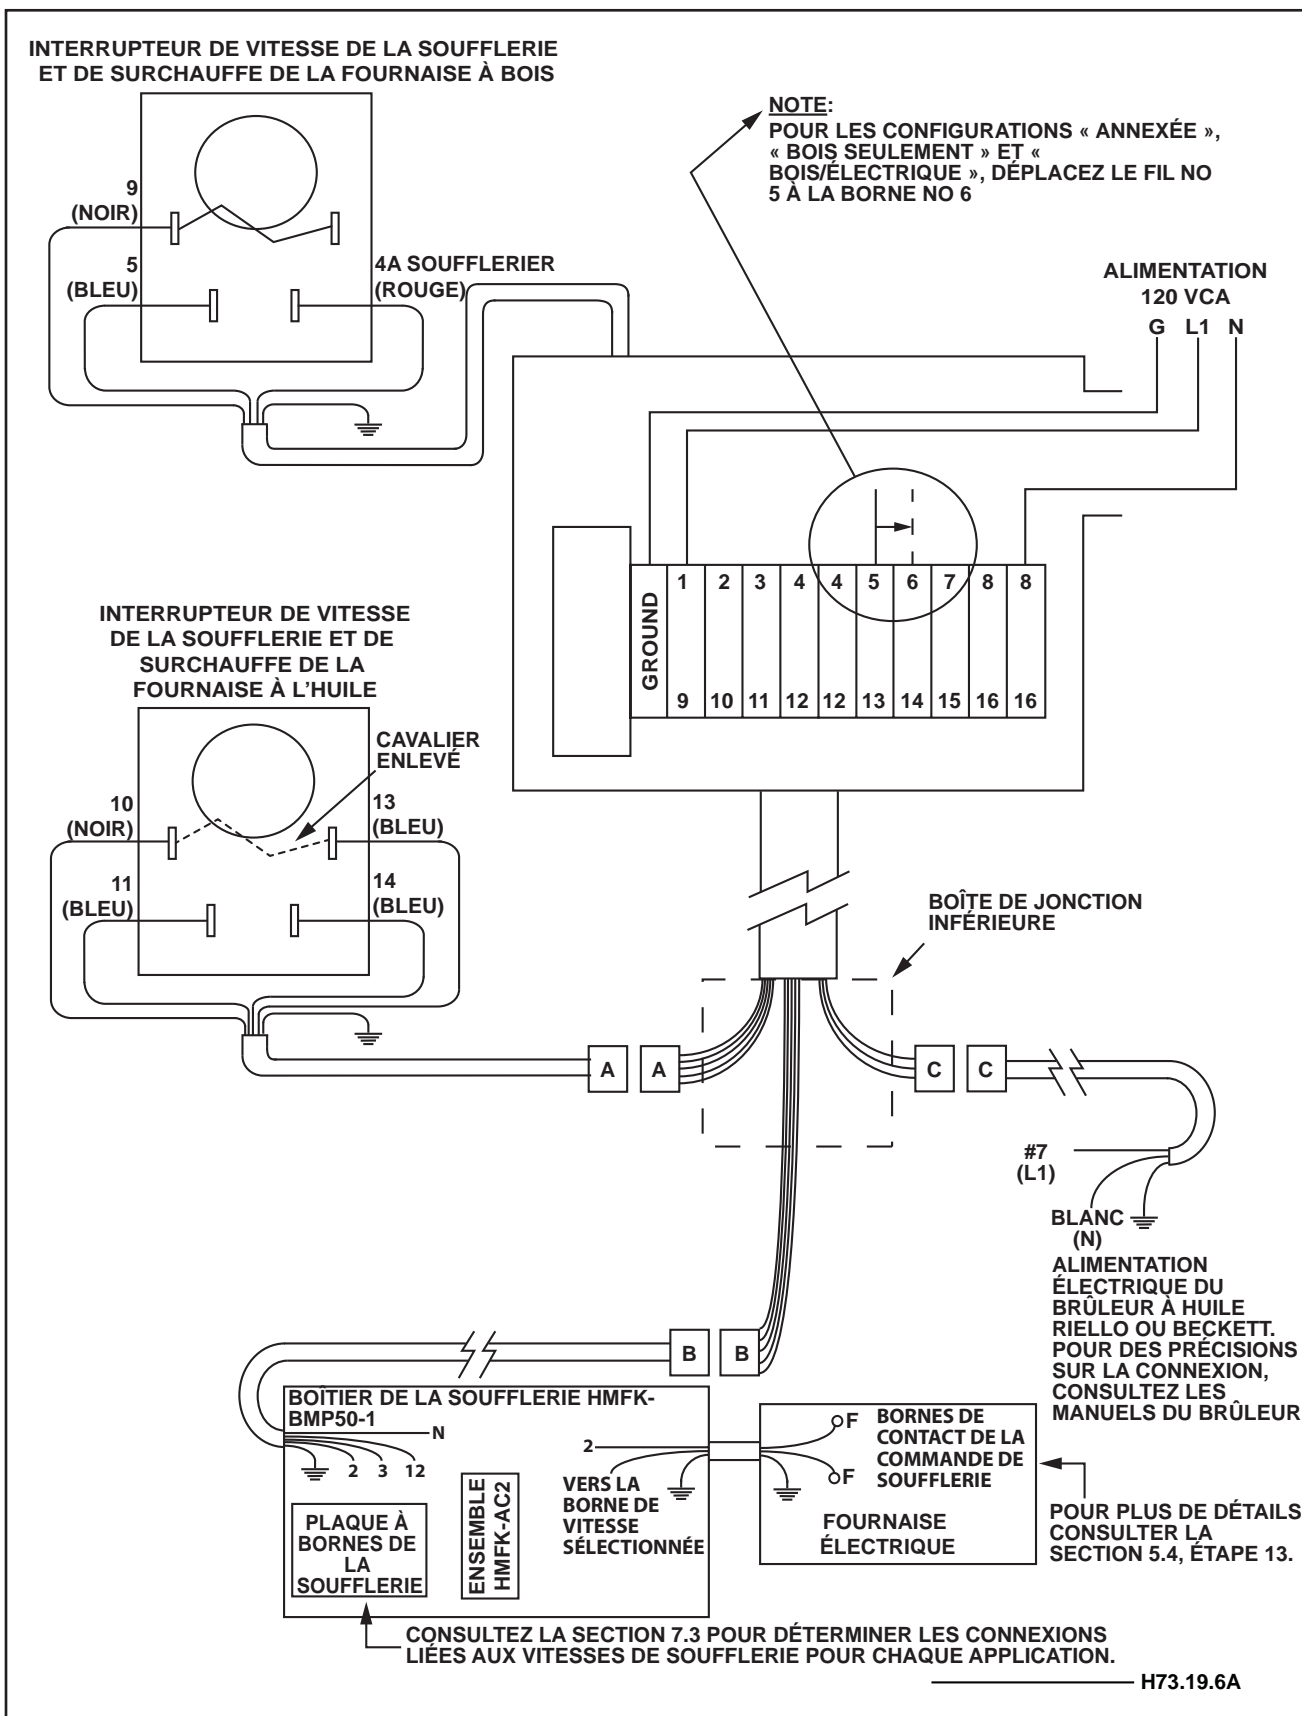 INTERRUPTEUR DE VITESSE DE LA SOUFFLERIE
ET DE SURCHAUFFE DE LA FOURNAISE À BOIS
9
(NOIR)
5
(BLEU)
4A SOUFFLERIER
(ROUGE)
NOTE:
POUR LES CONFIGURATIONS « ANNEXÉE »,
« BOIS SEULEMENT » ET «
BOIS/ÉLECTRIQUE », DÉPLACEZ LE FIL NO
5 À LA BORNE NO 6
ALIMENTATION
120 VCA
G L1 N
GROUND
1 2 3 4 4 5 6 7 8 8
9 10 11 12 12 13 14 15 16 16
INTERRUPTEUR DE VITESSE
DE LA SOUFFLERIE ET DE
SURCHAUFFE DE LA
FOURNAISE À L'HUILE
CAVALIER
ENLEVÉ
10
(NOIR)
13
(BLEU)
11
(BLEU)
14
(BLEU)
BOÎTE DE JONCTION
INFÉRIEURE
A A C C
#7
(L1)
BLANC
(N)
ALIMENTATION
ÉLECTRIQUE DU
BRÛLEUR À HUILE
RIELLO OU BECKETT.
POUR DES PRÉCISIONS
SUR LA CONNEXION,
CONSULTEZ LES
MANUELS DU BRÛLEUR
B B
BOÎTIER DE LA SOUFFLERIE HMFK-
BMP50-1
N
2 3 12
PLAQUE À
BORNES DE
LA
SOUFFLERIE
ENSEMBLE
HMFK-AC2
2
VERS LA
BORNE DE
VITESSE
SÉLECTIONNÉE
F
F
BORNES DE
CONTACT DE LA
COMMANDE DE
SOUFFLERIE
FOURNAISE
ÉLECTRIQUE
POUR PLUS DE DÉTAILS
CONSULTER LA
SECTION 5.4, ÉTAPE 13.
CONSULTEZ LA SECTION 7.3 POUR DÉTERMINER LES CONNEXIONS
LIÉES AUX VITESSES DE SOUFFLERIE POUR CHAQUE APPLICATION.
H73.19.6A